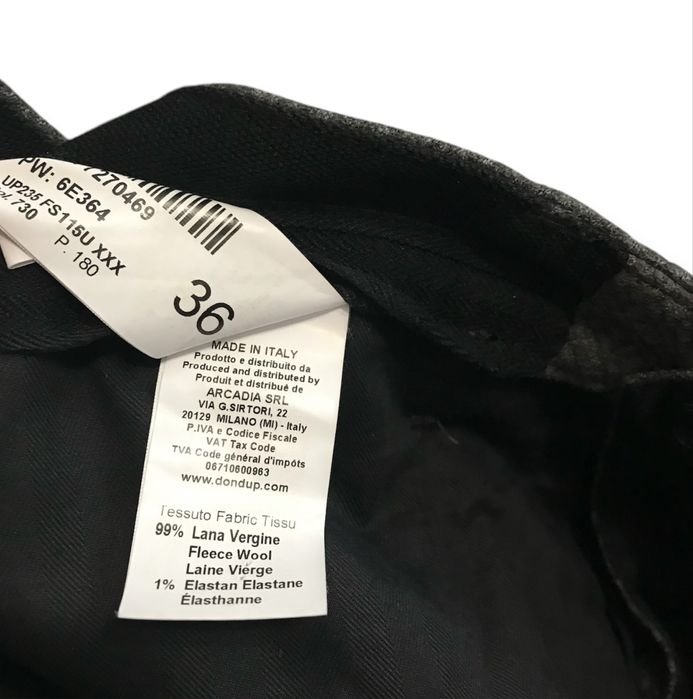 7270469
PW: 6E364
UP235 FS115U XXX
730
P. 180
36
MADE IN ITALY
Prodotto e distribuito da
Produced and distributed by
Produit et distribué de
ARCADIA SRL
VIA G.SIRTORI, 22
20129 MILANO (MI) - Italy
P.IVA e Codice Fiscale
VAT Tax Code
TVA Code général d'impóts
06710600963
www.dondup.com
Tessuto Fabric Tissu
99% Lana Vergine
Fleece Wool
Laine Vierge
1% Elastan Elastane
Élasthanne